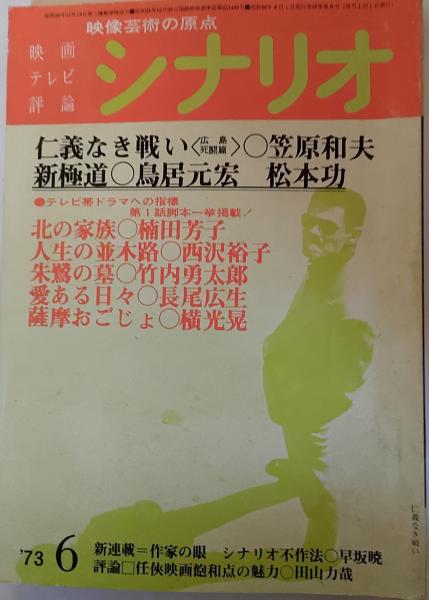 映像芸術の原点
映画
テレビ
評論
シナリオ
仁義なき戦い〈広島死闘篇〉○笠原和夫
新極道○鳥居元宏 松本功
●テレビ帯ドラマへの指標
第1話脚本一挙掲載!
北の家族○楠田芳子
人生の並木路○西沢裕子
朱鷺の墓○竹内勇太郎
愛ある日々○長尾広生
薩摩おごじょ○横光晃
仁義なき戦い
'73 6
新連載=作家の眼 シナリオ不作法○早坂暁
評論□任侠映画飽和点の魅力○田山力哉